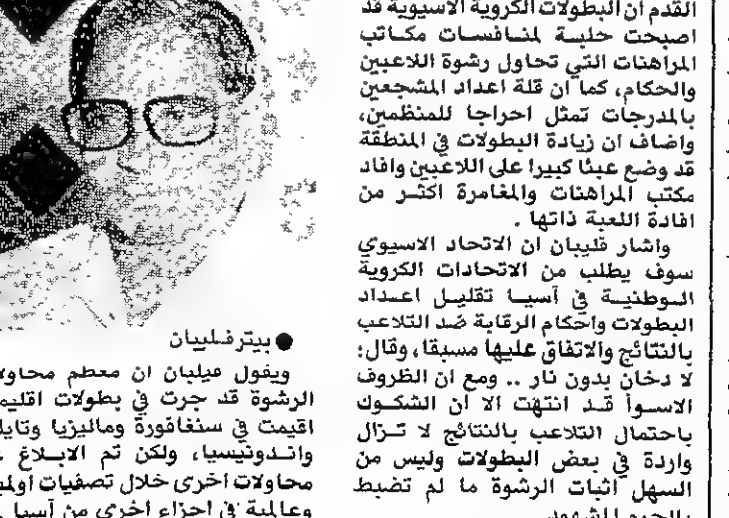 القدم ان البطولات الكروية الاسيوية قد
اصبحت حلبة لمنافسات مكاتب
المراهنات التي تحاول رشوة اللاعبين
والحكام، كما ان قلة اعداد المشجعين
بالمدرجات تمثل احراجا للمنظمين،
واضاف ان زيادة البطولات في المنطقة
قد وضع عبئا كبيرا على اللاعبين وافاد
مكتب المراهنات والمغامرة اكثر من
افادة اللعبة ذاتها .
واشار فليبان ان الاتحاد الاسيوي
سوف يطلب من الاتحادات الكروية
الوطنية في آسيا تقليل اعداد
البطولات واحكام الرقابة ضد التلاعب
بالنتائج والاتفاق عليها مسبقا، وقال:
لا دخان بدون نار .. ومع ان الظروف
الاسوأ قد انتهت الا ان الشكوك
باحتمال التلاعب بالنتائج لا تزال
واردة في بعض البطولات وليس من
السهل اثبات الرشوة ما لم تضبط
● بيتر فليبان
ويقول فيلبان ان معظم
الرشوة قد جرت في بطولات
اقيمت في سنغافورة وماليزيا
واندونيسيا، ولكن تم الابلاغ
محاولات اخرى خلال تصفيات
وعالمية في اجزاء اخرى من آسيا